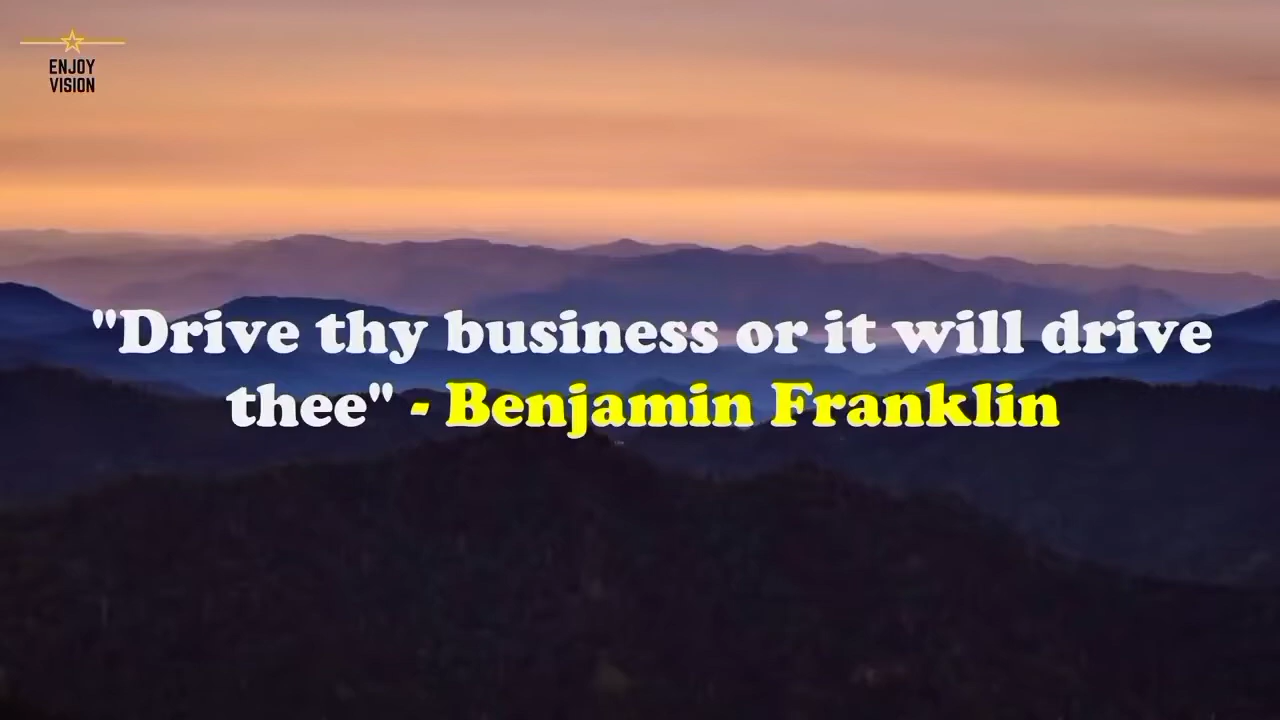 ENJOY
VISION
"Drive thy business or it will drive
thee" - Benjamin Franklin